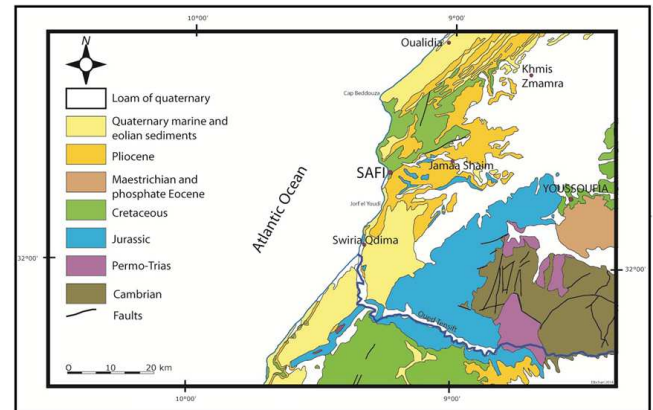 10°00'
9°00'
N
Oualidia
Khmis
Zmamra
Cap Beddouza
Loam of quaternary
Quaternary marine and
eolian sediments
Pliocene
Maestrichian and
phosphate Eocene
Cretaceous
Jurassic
Permo-Trias
Cambrian
Faults
0 10 20 km
SAFI
Jamaa Shaim
YOUSSOUFIA
Jorf el Youdi
Atlantic Ocean
Swiria Qdima
32°00'
32°00'
Oued Tensift
10°00'
9°00'